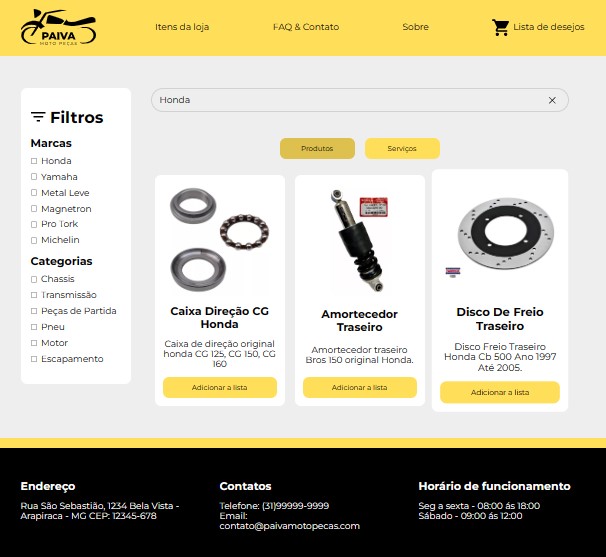 PAIVA
MOTO PEÇAS
Itens da loja
FAQ & Contato
Sobre
Lista de desejos
Filtros
Marcas
Honda
Yamaha
Metal Leve
Magnetron
Pro Tork
Michelin
Categorias
Chassis
Transmissão
Peças de Partida
Pneu
Motor
Escapamento
Honda
Produtos
Serviços
Caixa Direção CG
Honda
Caixa de direção original
honda CG 125, CG 150, CG
160
Adicionar a lista
Amortecedor
Traseiro
Amortecedor traseiro
Bros 150 original Honda.
Adicionar a lista
Disco De Freio
Traseiro
Disco Freio Traseiro
Honda Cb 500 Ano 1997
Até 2005.
Adicionar a lista
Endereço
Rua São Sebastião, 1234 Bela Vista -
Arapiraca - MG CEP: 12345-678
Contatos
Telefone: (31)99999-9999
Email:
contato@paivamotopecas.com
Horário de funcionamento
Seg a sexta - 08:00 ás 18:00
Sábado - 09:00 ás 12:00